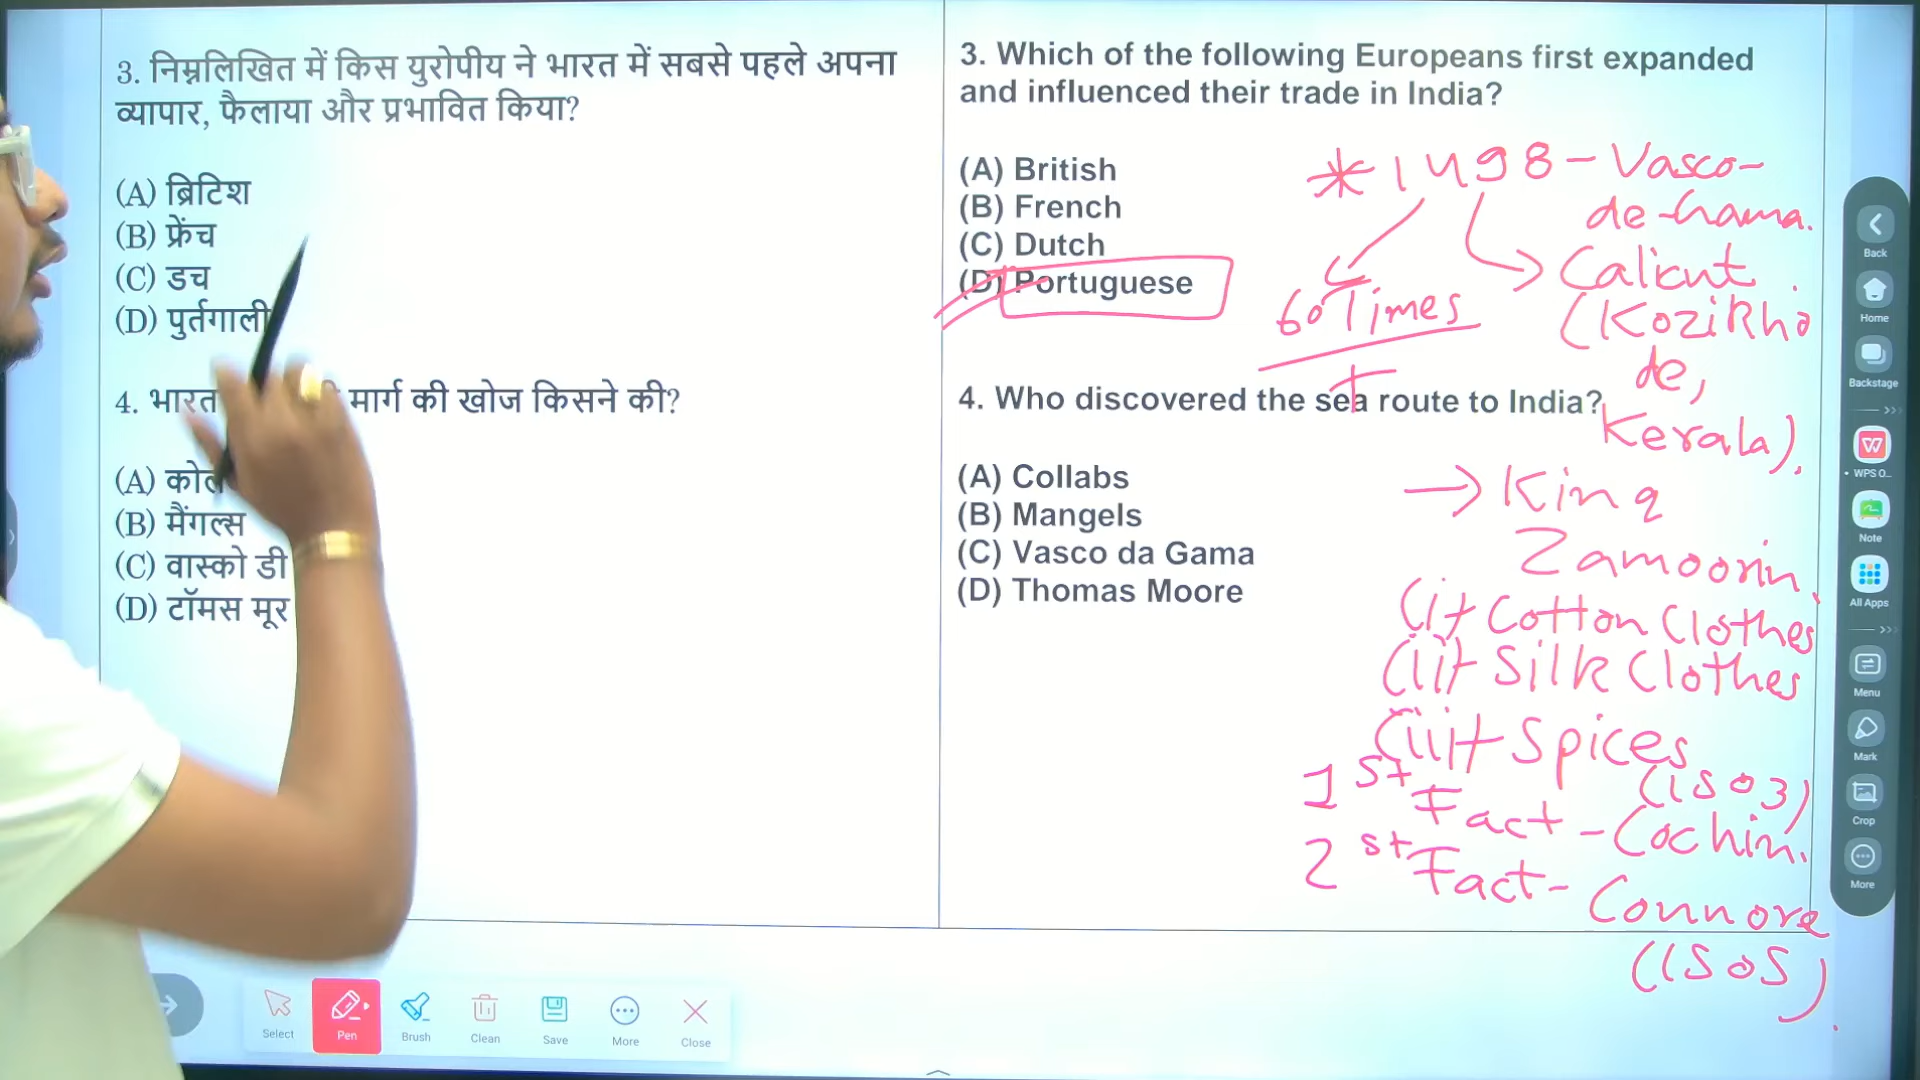 3. निम्नलिखित में किस युरोपीय ने भारत में सबसे पहले अपना
व्यापार, फैलाया और प्रभावित किया?
(A) ब्रिटिश
(B) फ्रेंच
(C) डच
(D) पुर्तगाली
4. भारत मार्ग की खोज किसने की?
(A)
(B) मैंगल्स
(C) वास्को डी
(D) टॉमस मूर
3. Which of the following Europeans first expanded
and influenced their trade in India?
(A) British
(B) French
(C) Dutch
(D) Portuguese
4. Who discovered the sea route to India?
(A) Collabs
(B) Mangels
(C) Vasco da Gama
(D) Thomas Moore
*1498 - Vasco-
de-Gama.
60 Times
Calicut
(Kozikho
de,
Kerala).
→ King
Zamoorin.
(i) Cotton Clothes
(ii) Silk Clothes
(iii) Spices
(1503)
1st Fact - Cochin.
2st Fact - Connore
(1505).
Back
Home
Backstage
WPS O...
Note
All Apps
Menu
Mark
Crop
More
Select
Pen
Brush
Clean
Save
More
Close